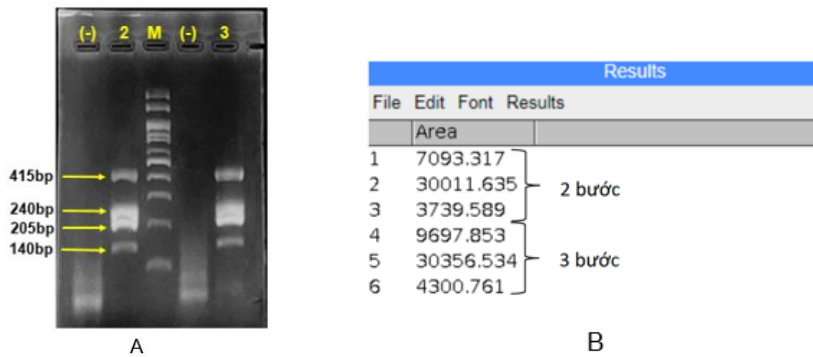 (-) 2 M (-) 3
415bp
240bp
205bp
140bp
A
Results
File Edit Font Results
Area
1 7093.317
2 30011.635
3 3739.589
2 bước
4 9697.853
5 30356.534
6 4300.761
3 bước
B